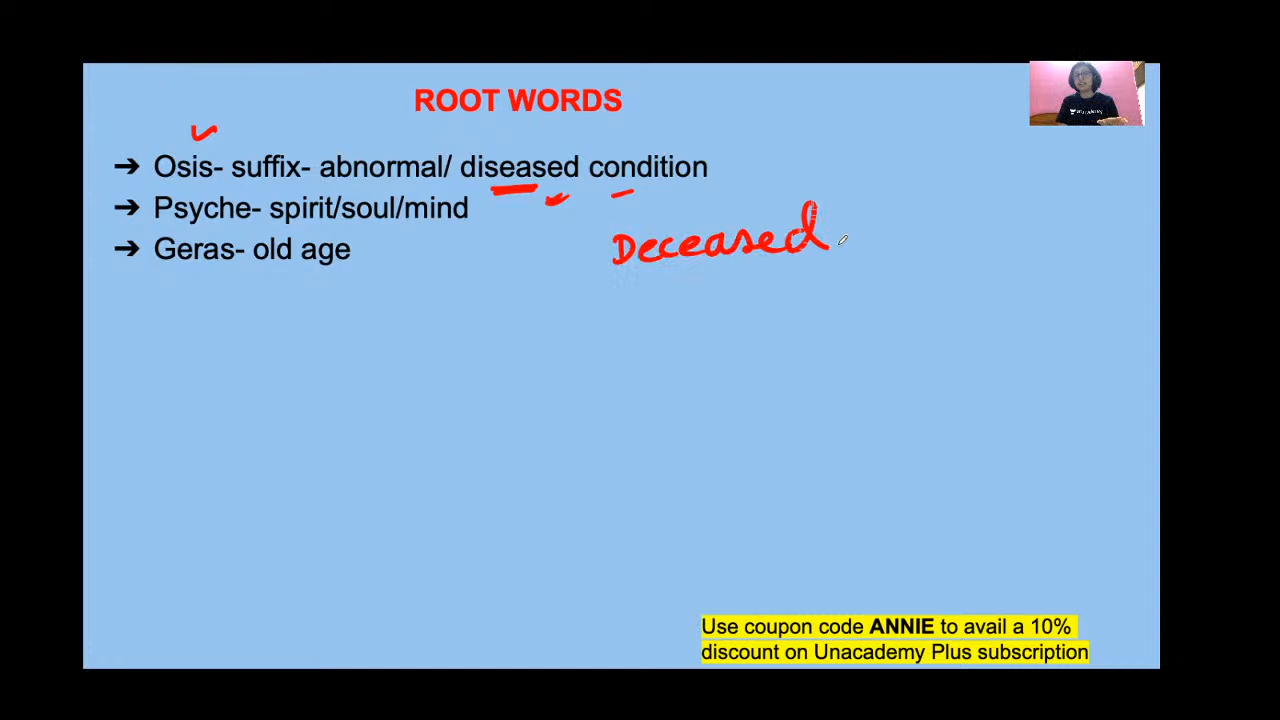 ROOT WORDS
➔ Osis- suffix- abnormal/ diseased condition
➔ Psyche- spirit/soul/mind
➔ Geras- old age
Deceased
Use coupon code ANNIE to avail a 10%
discount on Unacademy Plus subscription